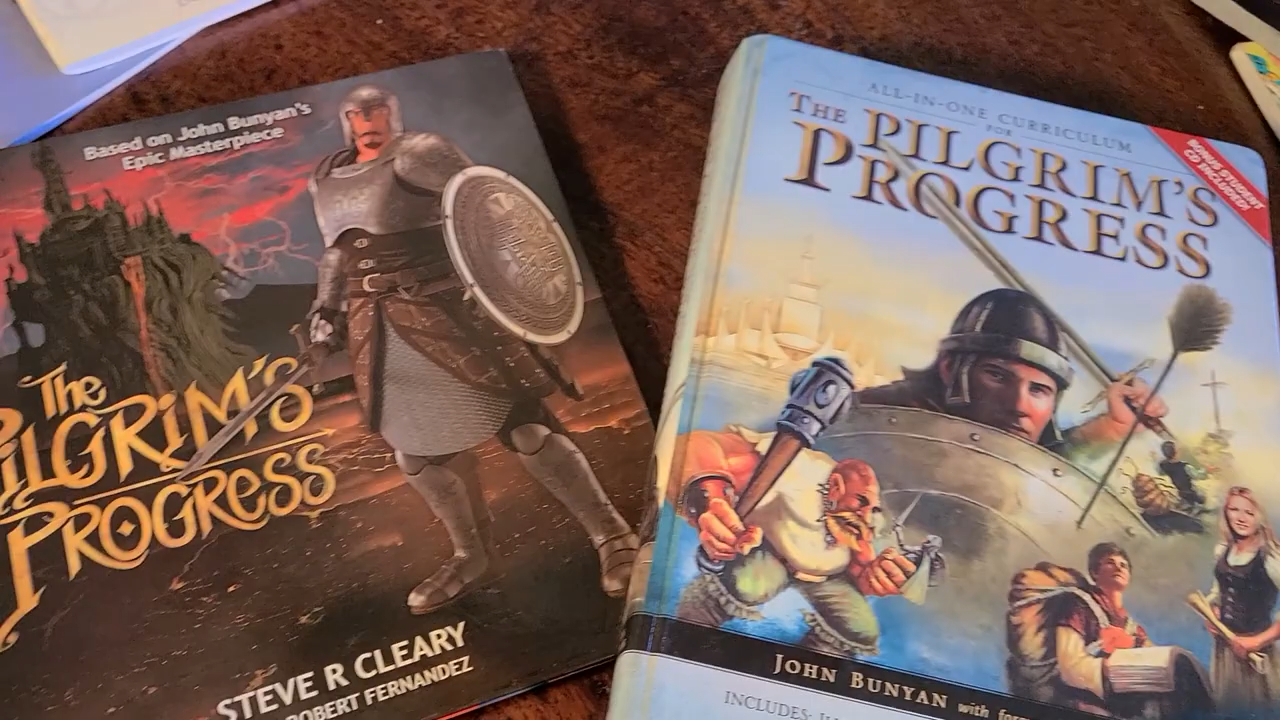 Based on John Bunyan's
Epic Masterpiece
The
PILGRIM'S
PROGRESS
STEVE R CLEARY
ROBERT FERNANDEZ
ALL-IN-ONE CURRICULUM
FOR
THE PILGRIM'S
PROGRESS
BONUS STUDENT
CD INCLUDED!
JOHN BUNYAN with
INCLUDES: